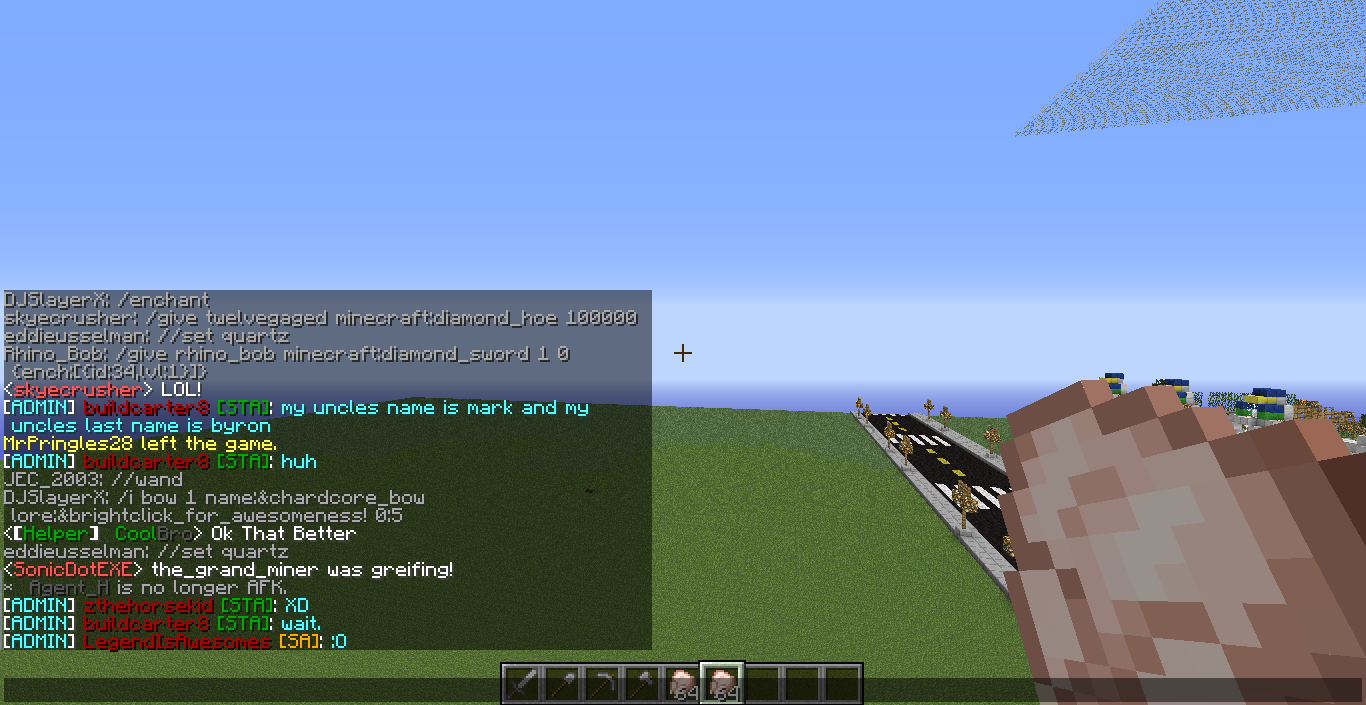 DJSlayerX: /enchant
skyecrusher: /give twelvegaged minecraft:diamond_hoe 100000
eddieusselman: //set quartz
Rhino_Bob: /give rhino_bob minecraft:diamond_sword 1 0
{ench:[{id:34,lvl:1}]}
<skyecrusher> LOL!
[ADMIN] buildcarter8 [STA]: my uncles name is mark and my
uncles last name is byron
MrPringles28 left the game.
[ADMIN] buildcarter8 [STA]: huh
JEC_2003: //wand
DJSlayerX: /i bow 1 name:&chardcore_bow
lore:&brightclick_for_awesomeness! 0:5
<[Helper] CoolBro> Ok That Better
eddieusselman: //set quartz
<SonicDotEXE> the_grand_miner was greifing!
* Agent_H is no longer AFK.
[ADMIN] zthehorsekid [STA]: XD
[ADMIN] buildcarter8 [STA]: wait.
[ADMIN] LegendIsAwesomes [SA]: :O
64 64